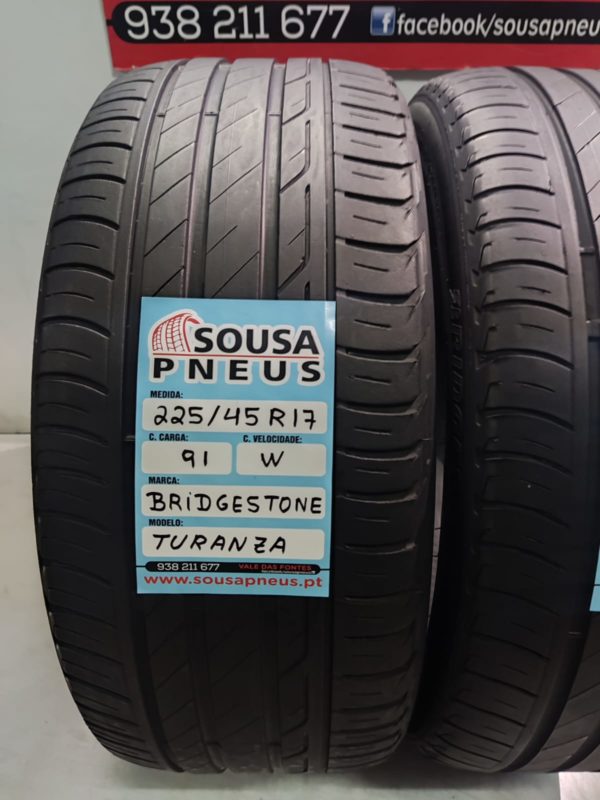 938 211 677 facebook/sousapneu
SOUSA
PNEUS
MEDIDA:
225/45 R17
C. CARGA: C. VELOCIDADE:
91 W
MARCA:
BRIDGESTONE
MODELO:
TURANZA
938 211 677 VALE DAS FONTES
www.sousapneus.pt